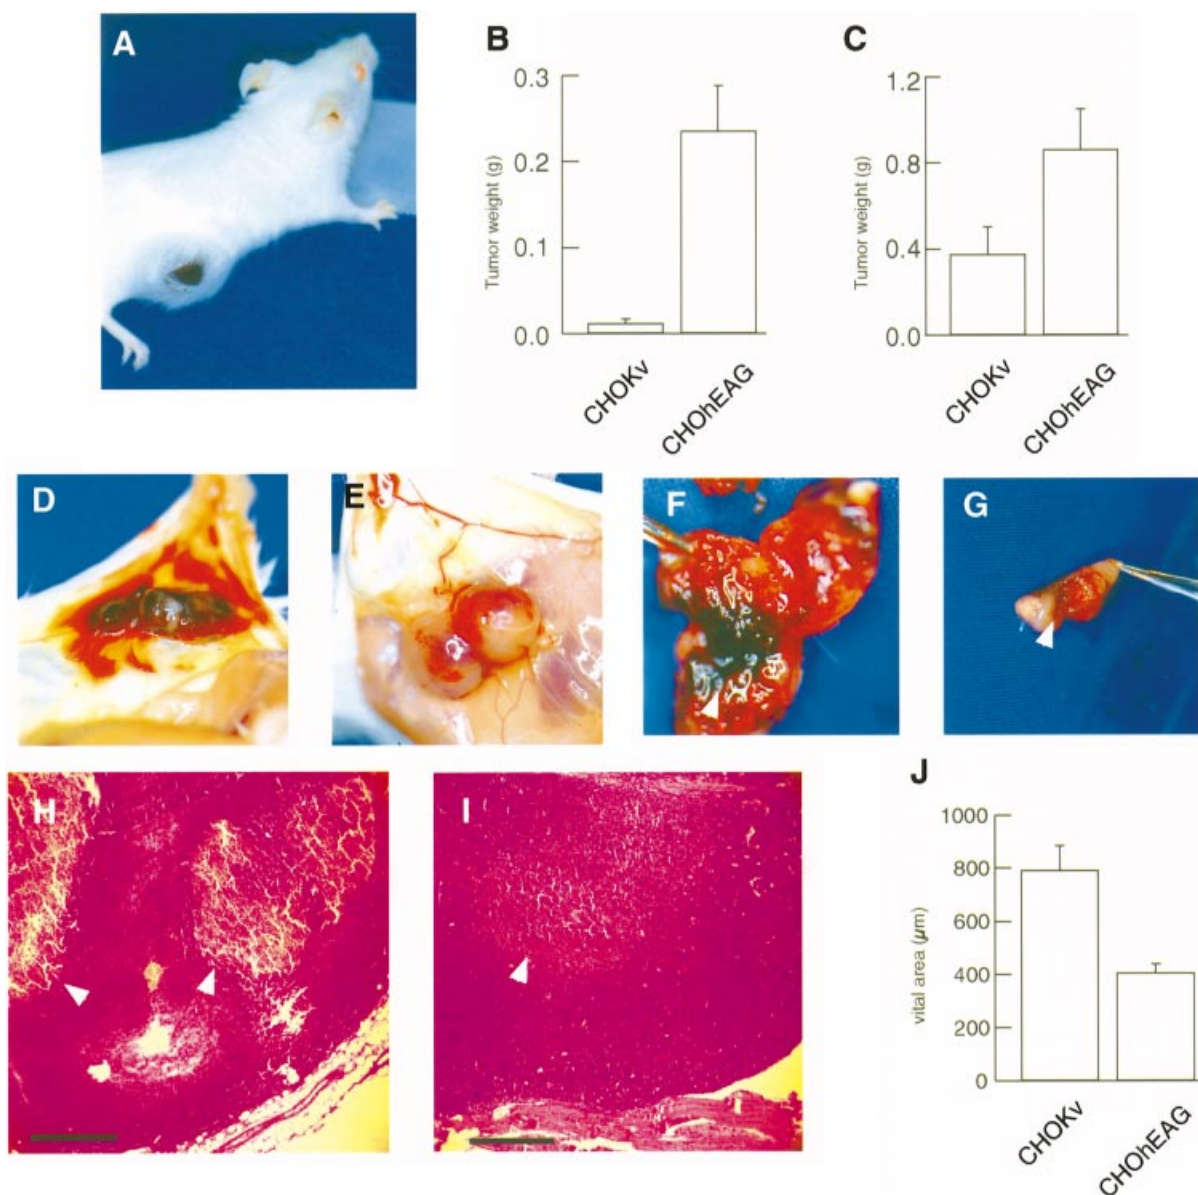 A
B
C
0.3
0.2
0.1
0.0
Tumor weight (g)
CHOKv
CHOhEAG
1.2
0.8
0.4
0.0
Tumor weight (g)
CHOKv
CHOhEAG
D
E
F
G
H
I
J
1000
800
600
400
200
0
vital area (µm)
CHOKv
CHOhEAG